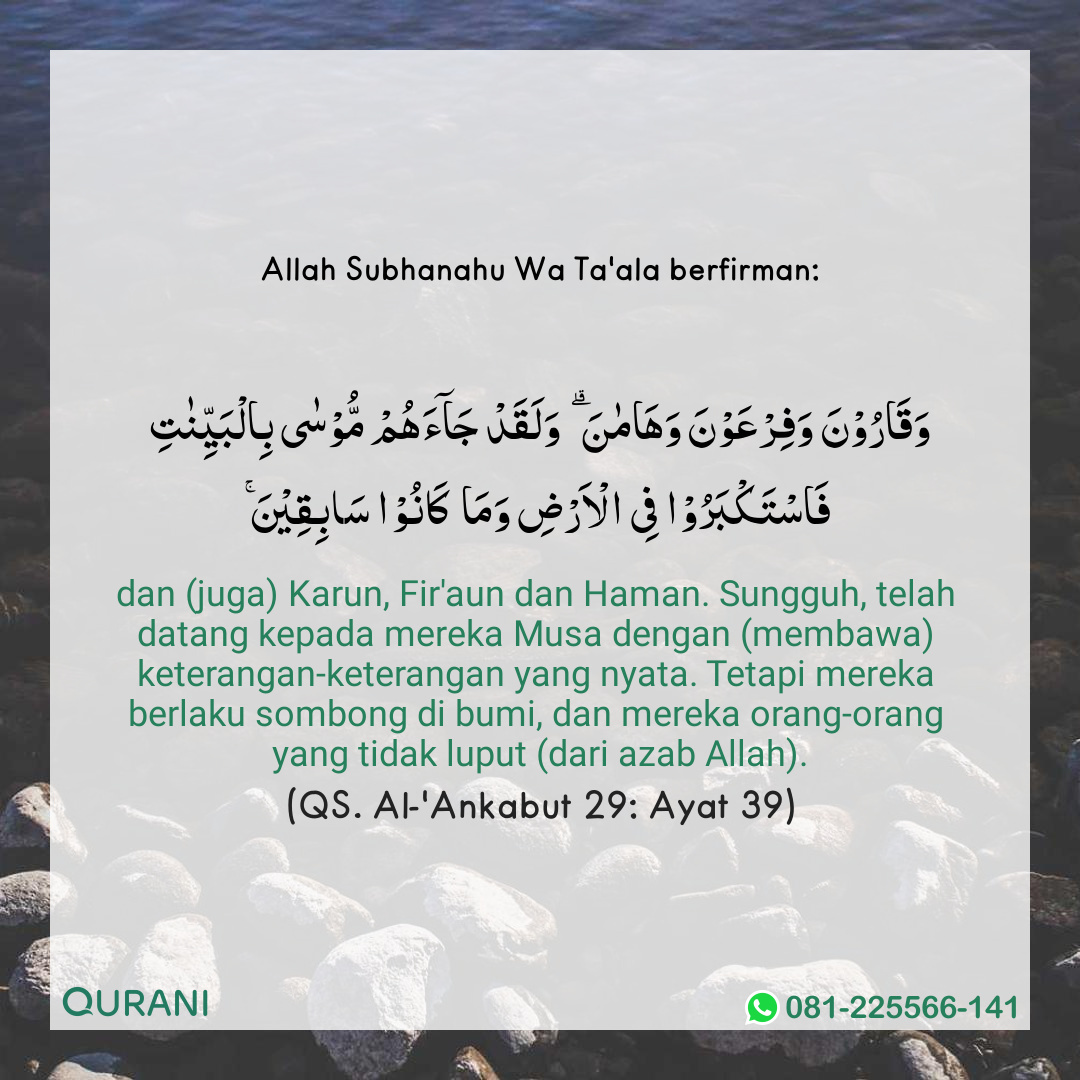 Allah Subhanahu Wa Ta'ala berfirman:
وَقَارُوْنَ وَفِرْعَوْنَ وَهَامٰنَ ۗوَلَقَدْ جَاۤءَهُمْ مُّوْسٰى بِالْبَيِّنٰتِ
فَاسْتَكْبَرُوْا فِى الْاَرْضِ وَمَا كَانُوْا سَابِقِيْنَ ۚ
dan (juga) Karun, Fir'aun dan Haman. Sungguh, telah
datang kepada mereka Musa dengan (membawa)
keterangan-keterangan yang nyata. Tetapi mereka
berlaku sombong di bumi, dan mereka orang-orang
yang tidak luput (dari azab Allah).
(QS. Al-'Ankabut 29: Ayat 39)
QURANI
081-225566-141